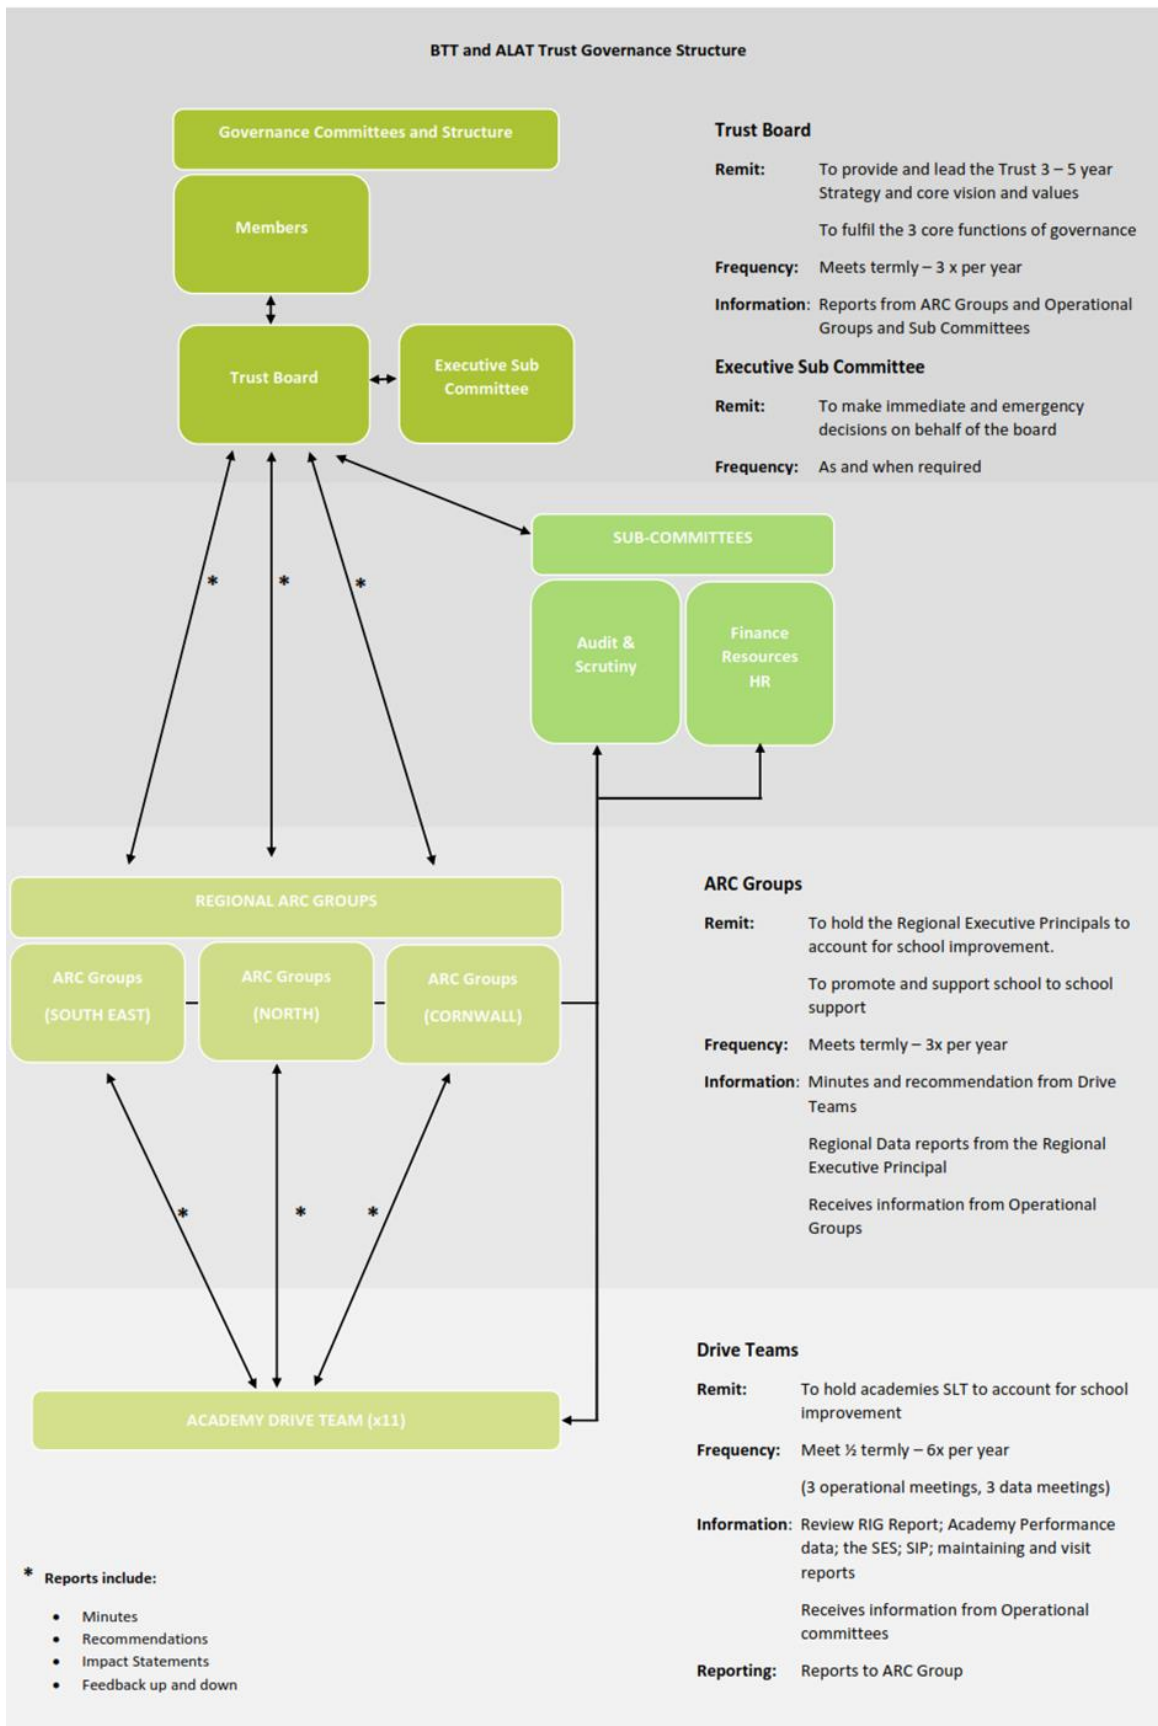 BTT and ALAT Trust Governance Structure
Governance Committees and Structure
Members
Trust Board
Executive Sub
Committee
Trust Board
Remit: To provide and lead the Trust 3 – 5 year
Strategy and core vision and values
To fulfil the 3 core functions of governance
Frequency: Meets termly – 3 x per year
Information: Reports from ARC Groups and Operational
Groups and Sub Committees
Executive Sub Committee
Remit: To make immediate and emergency
decisions on behalf of the board
Frequency: As and when required
SUB-COMMITTEES
Audit &
Scrutiny
Finance
Resources
HR
* * *
REGIONAL ARC GROUPS
ARC Groups
(SOUTH EAST)
ARC Groups
(NORTH)
ARC Groups
(CORNWALL)
ARC Groups
Remit: To hold the Regional Executive Principals to
account for school improvement.
To promote and support school to school
support
Frequency: Meets termly – 3x per year
Information: Minutes and recommendation from Drive
Teams
Regional Data reports from the Regional
Executive Principal
Receives information from Operational
Groups
* * *
ACADEMY DRIVE TEAM (x11)
Drive Teams
Remit: To hold academies SLT to account for school
improvement
Frequency: Meet ½ termly – 6x per year
(3 operational meetings, 3 data meetings)
Information: Review RIG Report; Academy Performance
data; the SES; SIP; maintaining and visit
reports
Receives information from Operational
committees
Reporting: Reports to ARC Group
* Reports include:
• Minutes
• Recommendations
• Impact Statements
• Feedback up and down